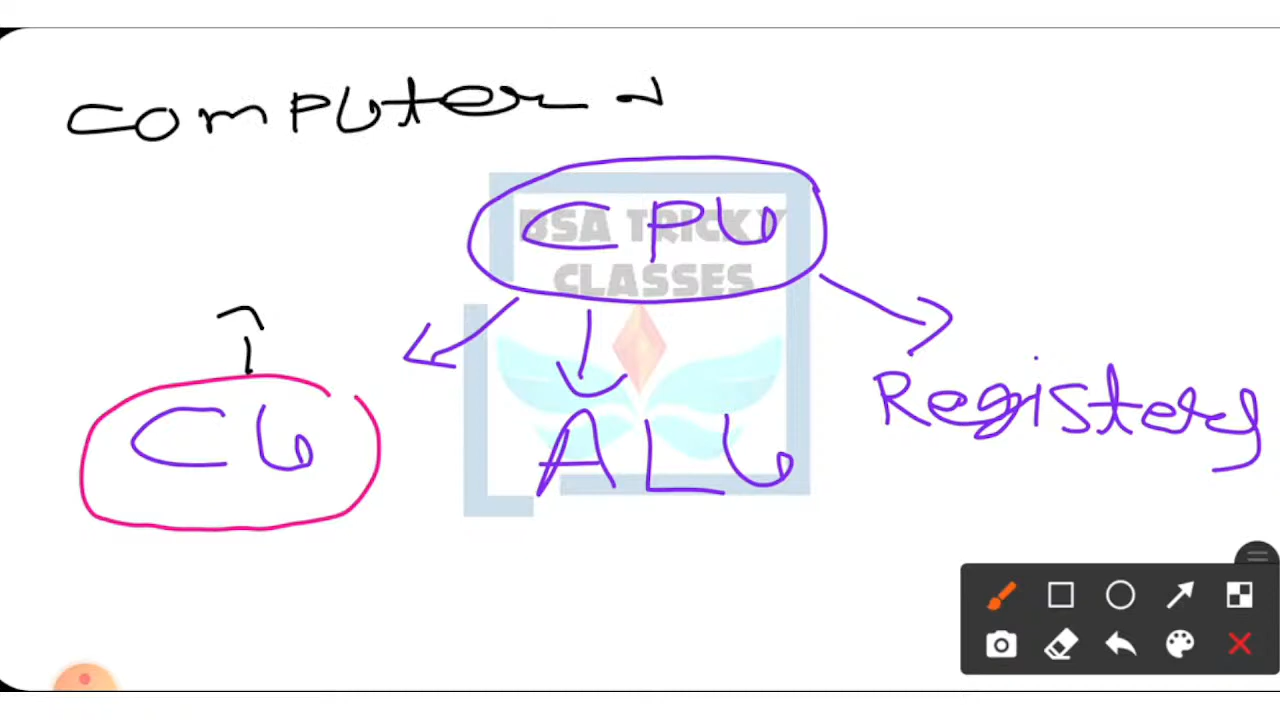 Computer
CPU
BSA TRICKY
CLASSES
CU
ALU
Registers